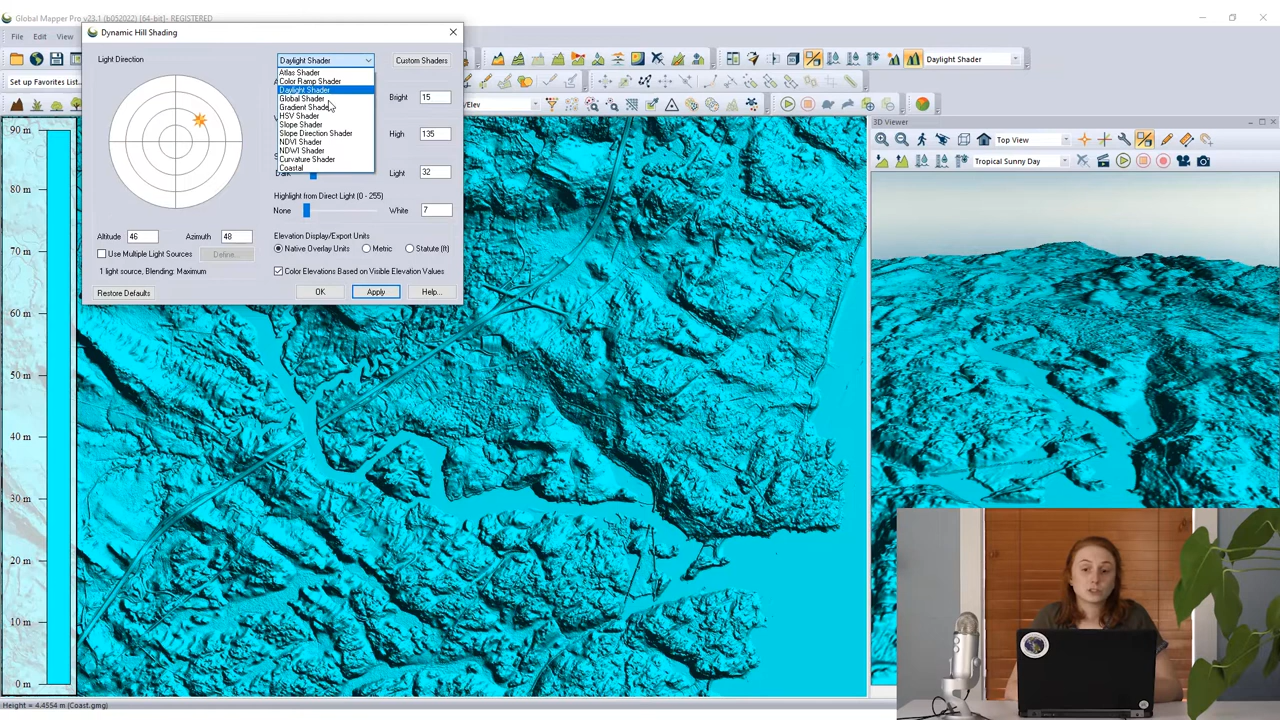 Global Mapper Pro v23.1 (b052022) [64-bit]- REGISTERED
File Edit View
Set up Favorites List...
Daylight Shader
/Elev
Dynamic Hill Shading
Light Direction
Daylight Shader
Custom Shaders
Atlas Shader
Color Ramp Shader
Daylight Shader
Global Shader
Gradient Shader
HSV Shader
Slope Shader
Slope Direction Shader
NDVI Shader
NDWI Shader
Curvature Shader
Coastal
Bright 15
High 135
Dark Light 32
Highlight from Direct Light (0 - 255)
None White 7
Altitude 46 Azimuth 48
Elevation Display/Export Units
Native Overlay Units Metric Statute (ft)
Use Multiple Light Sources Define...
1 light source, Blending: Maximum
Color Elevations Based on Visible Elevation Values
Restore Defaults OK Apply Help...
90 m
80 m
70 m
60 m
50 m
40 m
30 m
20 m
10 m
0 m
3D Viewer
Top View
Tropical Sunny Day
Height = 4.4554 m (Coast.gmg)